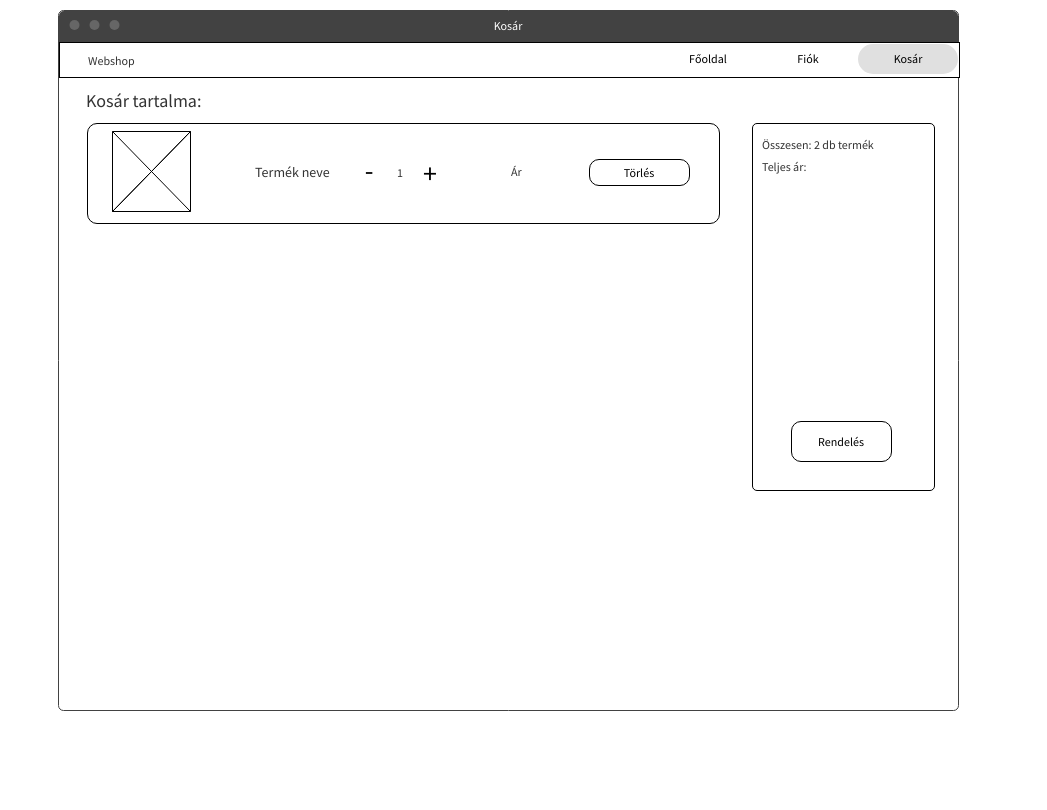 Kosár
Webshop
Főoldal
Fiók
Kosár
Kosár tartalma:
Termék neve
-
1
+
Ár
Törlés
Összesen: 2 db termék
Teljes ár:
Rendelés